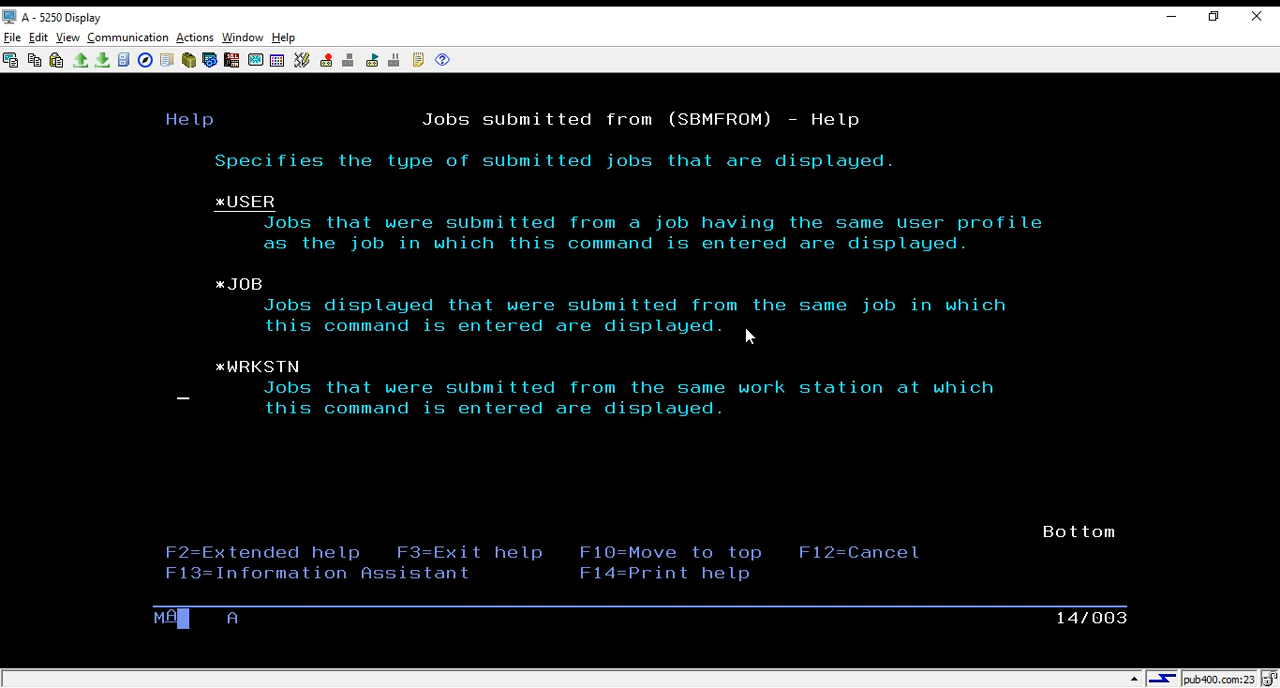 A - 5250 Display
File Edit View Communication Actions Window Help
Help Jobs submitted from (SBMFROM) - Help
Specifies the type of submitted jobs that are displayed.
*USER
Jobs that were submitted from a job having the same user profile
as the job in which this command is entered are displayed.
*JOB
Jobs displayed that were submitted from the same job in which
this command is entered are displayed.
*WRKSTN
Jobs that were submitted from the same work station at which
this command is entered are displayed.
Bottom
F2=Extended help F3=Exit help F10=Move to top F12=Cancel
F13=Information Assistant F14=Print help
MA A 14/003
pub400.com:23